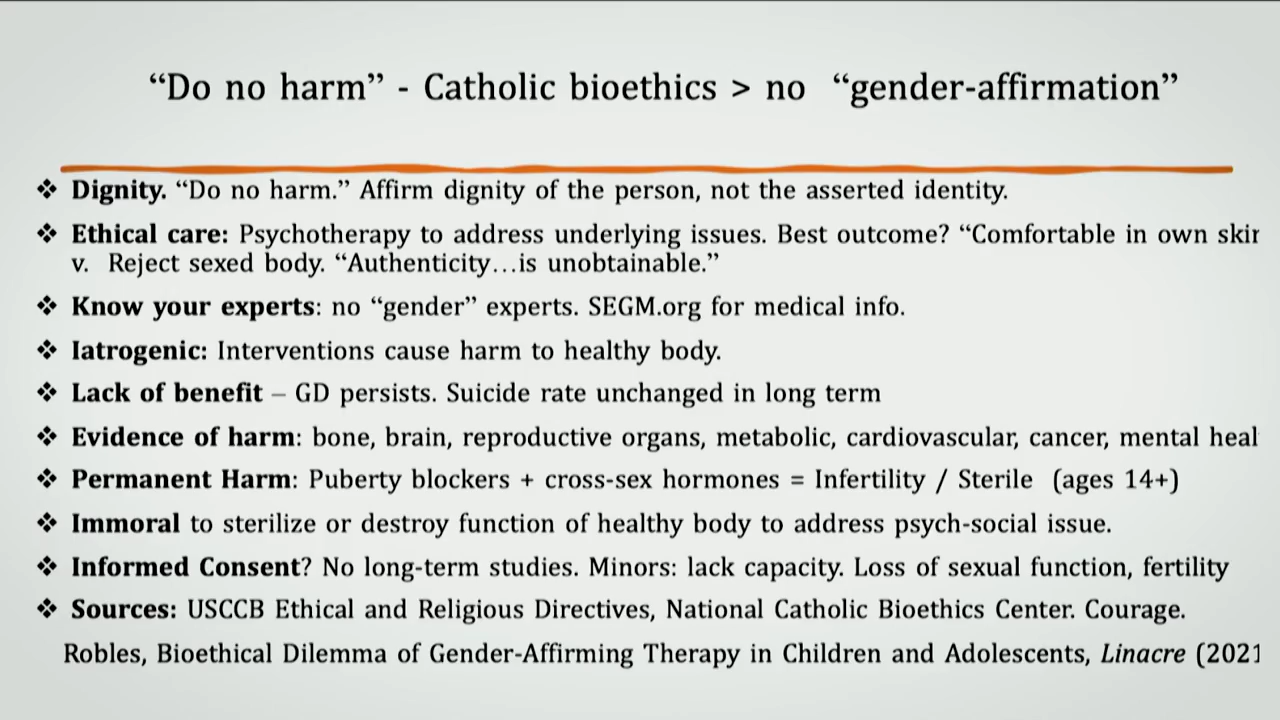 “Do no harm” - Catholic bioethics > no “gender-affirmation”
❖ Dignity. “Do no harm.” Affirm dignity of the person, not the asserted identity.
❖ Ethical care: Psychotherapy to address underlying issues. Best outcome? “Comfortable in own
v. Reject sexed body. “Authenticity…is unobtainable.”
❖ Know your experts: no “gender” experts. SEGM.org for medical info.
❖ Iatrogenic: Interventions cause harm to healthy body.
❖ Lack of benefit – GD persists. Suicide rate unchanged in long term
❖ Evidence of harm: bone, brain, reproductive organs, metabolic, cardiovascular, cancer, mental heal
❖ Permanent Harm: Puberty blockers + cross-sex hormones = Infertility / Sterile (ages 14+)
❖ Immoral to sterilize or destroy function of healthy body to address psych-social issue.
❖ Informed Consent? No long-term studies. Minors: lack capacity. Loss of sexual function, fertility
❖ Sources: USCCB Ethical and Religious Directives, National Catholic Bioethics Center. Courage.
Robles, Bioethical Dilemma of Gender-Affirming Therapy in Children and Adolescents, Linacre (2021